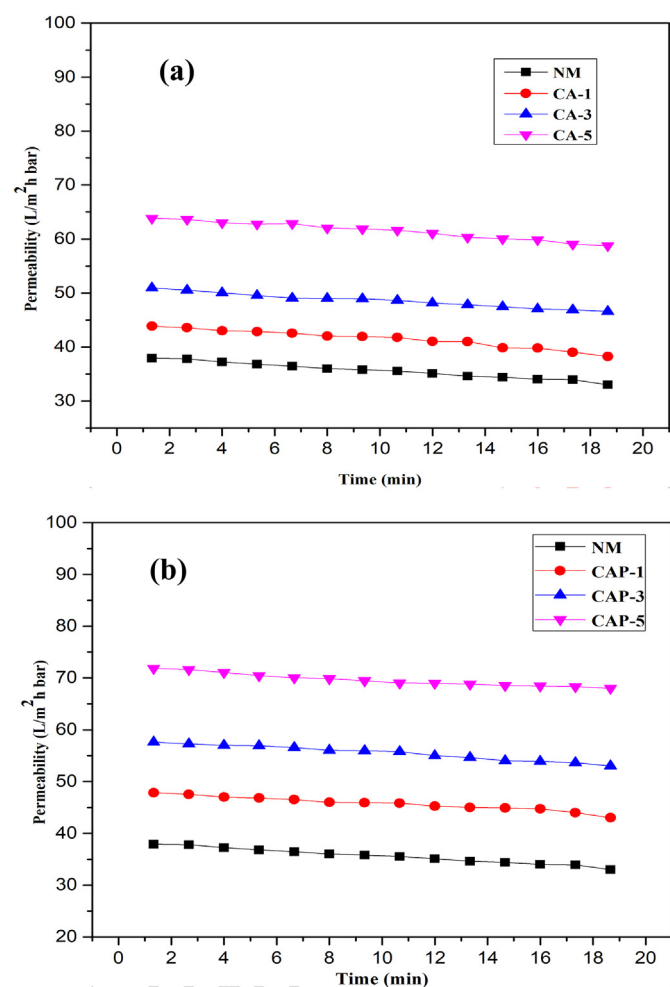 100
90
80
70
60
50
40
30
Permeability (L/m²h bar)
(a)
NM
CA-1
CA-3
CA-5
0 2 4 6 8 10 12 14 16 18 20
Time (min)
100
90
80
70
60
50
40
30
20
Permeability (L/m²h bar)
(b)
NM
CAP-1
CAP-3
CAP-5
0 2 4 6 8 10 12 14 16 18 20
Time (min)